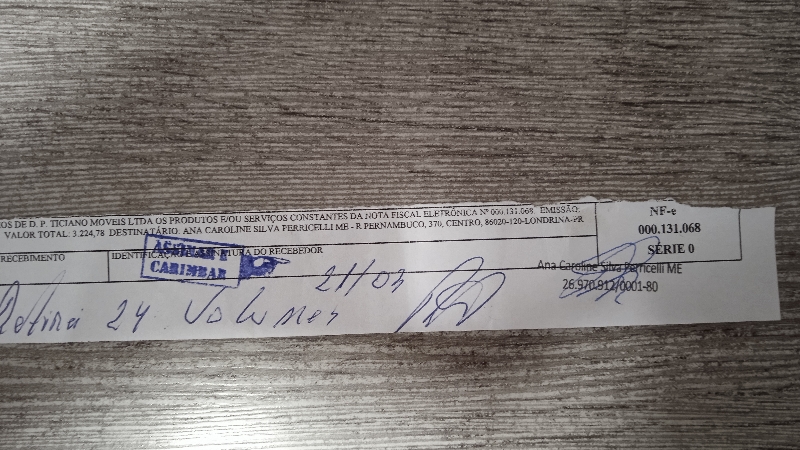 OS DE D. P. TICIANO MOVEIS LTDA OS PRODUTOS E/OU SERVIÇOS CONSTANTES DA NOTA FISCAL ELETRÔNICA Nº 000.131.068. EMISSÃO:
VALOR TOTAL: 3.224,78 DESTINATÁRIO: ANA CAROLINE SILVA PERRICELLI ME - R PERNAMBUCO, 370, CENTRO, 86020-120-LONDRINA-PR
NF-e
000.131.068
SÉRIE 0
RECEBIMENTO
IDENTIFICAÇÃO E ASSINATURA DO RECEBEDOR
ASSINAR E
CARIMBAR
Ana Caroline Silva Perricelli ME
26.970.912/0001-80
Retirei 24 Volumes 21/03